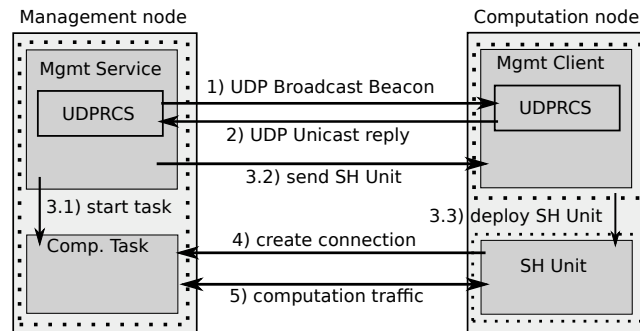 Management node
Computation node
Mgmt Service
Mgmt Client
1) UDP Broadcast Beacon
UDPRCS
UDPRCS
2) UDP Unicast reply
3.2) send SH Unit
3.1) start task
3.3) deploy SH Unit
Comp. Task
4) create connection
SH Unit
5) computation traffic